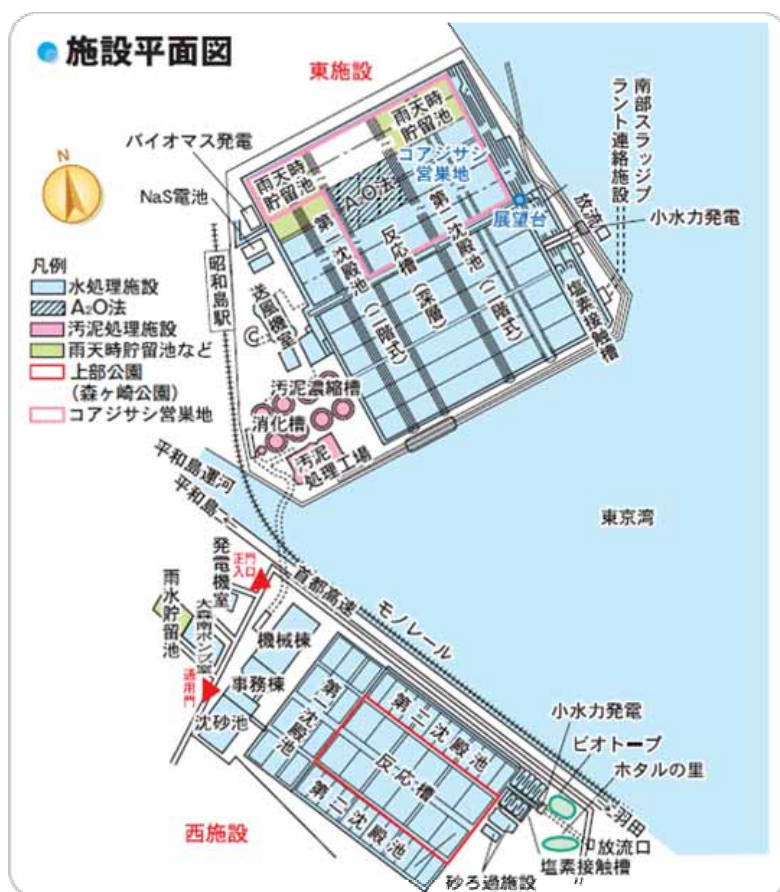 施設平面図
東施設
バイオマス発電
NaS電池
N
雨天時
貯留池
雨天時
貯留池
コアジサシ
営巣地
A2O法
南部スラッジプ
ラント連絡施設
放流口
展望台
小水力発電
第一沈殿池(二階式)
反応槽(深層)
第二沈殿池(二階式)
塩素接触槽
昭和島駅
送風機室
凡例
水処理施設
A2O法
汚泥処理施設
雨天時貯留池など
上部公園
(森ヶ崎公園)
コアジサシ営巣地
汚泥濃縮槽
消化槽
汚泥
処理工場
平和島運河
平和島
東京湾
首都高速
モノレール
正門
入口
発電機室
雨水貯留池
大森南ポンプ室
通用門
機械棟
事務棟
沈砂池
第一沈殿池
第三沈殿池
反応槽
第二沈殿池
小水力発電
ビオトープ
ホタルの里
羽田
放流口
塩素接触槽
砂ろ過施設
西施設